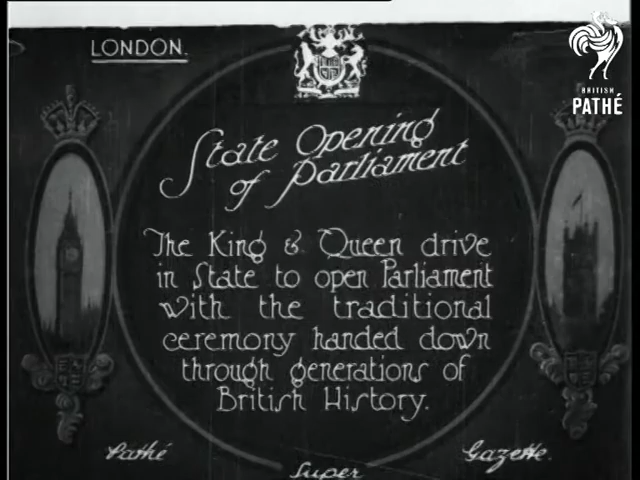 LONDON.
BRITISH
PATHÉ
State Opening
of Parliament
The King & Queen drive
in State to open Parliament
with the traditional
ceremony handed down
through generations of
British History.
Pathé Super Gazette.